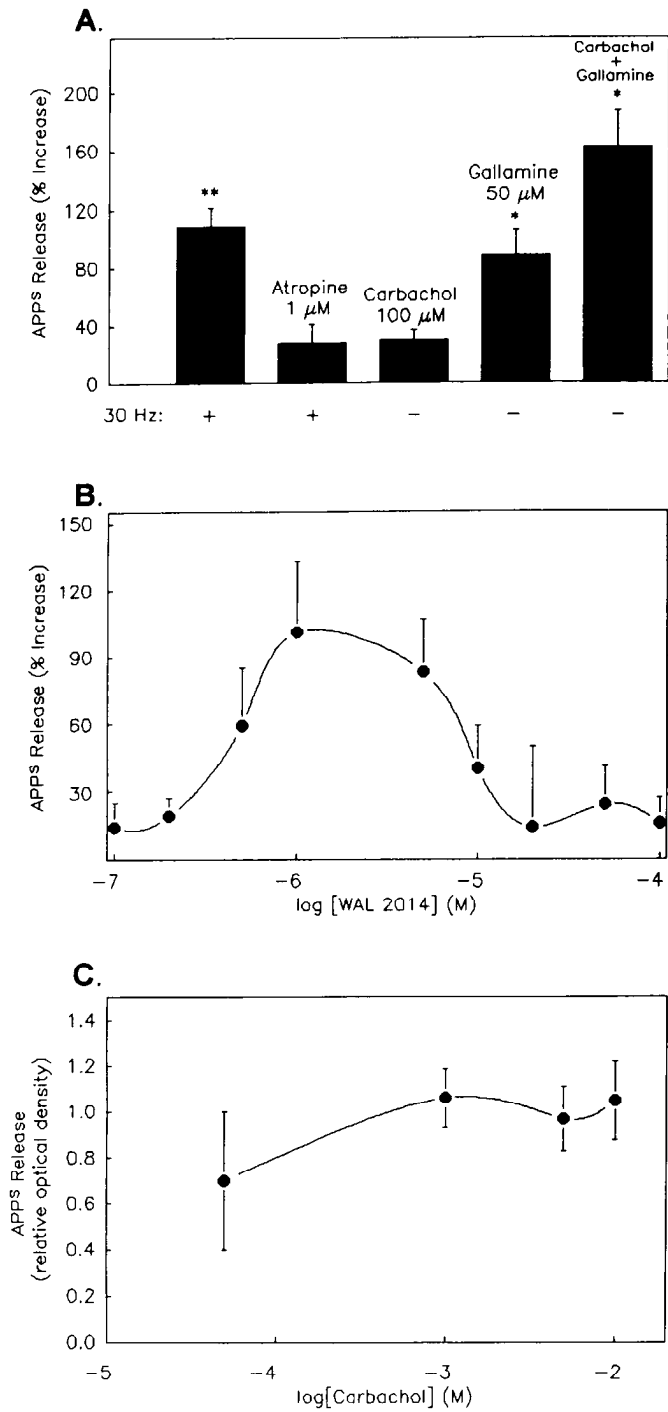 A.
APPˢ Release (% Increase)
200
160
120
80
40
0
**
Atropine
1 µM
Carbachol
100 µM
Gallamine
50 µM
*
Carbachol
+
Gallamine
*
30 Hz: + + − − −
B.
APPˢ Release (% Increase)
150
120
90
60
30
−7 −6 −5 −4
log [WAL 2014] (M)
C.
APPˢ Release
(relative optical density)
1.4
1.2
1.0
0.8
0.6
0.4
0.2
0.0
−5 −4 −3 −2
log[Carbachol] (M)